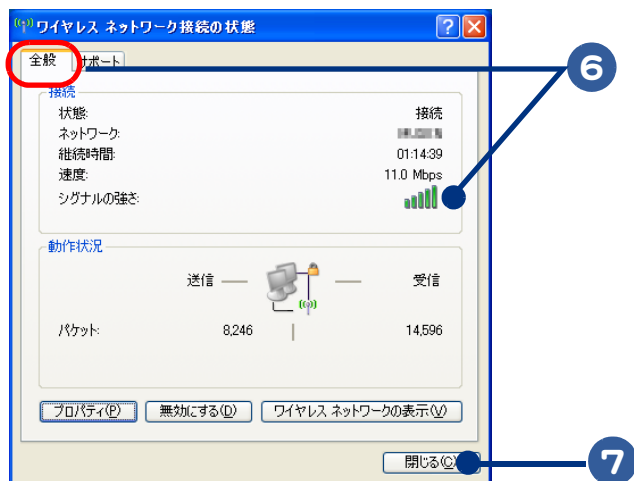 ワイヤレス ネットワーク接続の状態
全般 サポート
6
接続
状態: 接続
ネットワーク:
継続時間: 01:14:39
速度: 11.0 Mbps
シグナルの強さ:
動作状況
送信 受信
パケット: 8,246 14,596
プロパティ(P) 無効にする(D) ワイヤレス ネットワークの表示(V)
閉じる(C) 7